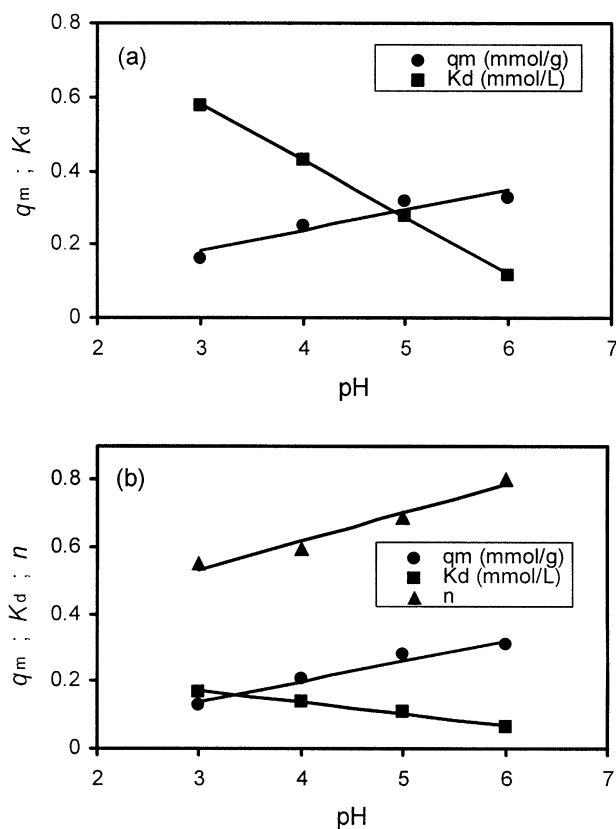 0.8
(a)
qm (mmol/g)
Kd (mmol/L)
0.6
0.4
0.2
0
qm ; Kd
2 3 4 5 6 7
pH
(b)
0.8
0.6
qm (mmol/g)
Kd (mmol/L)
n
0.4
0.2
0
qm ; Kd ; n
2 3 4 5 6 7
pH